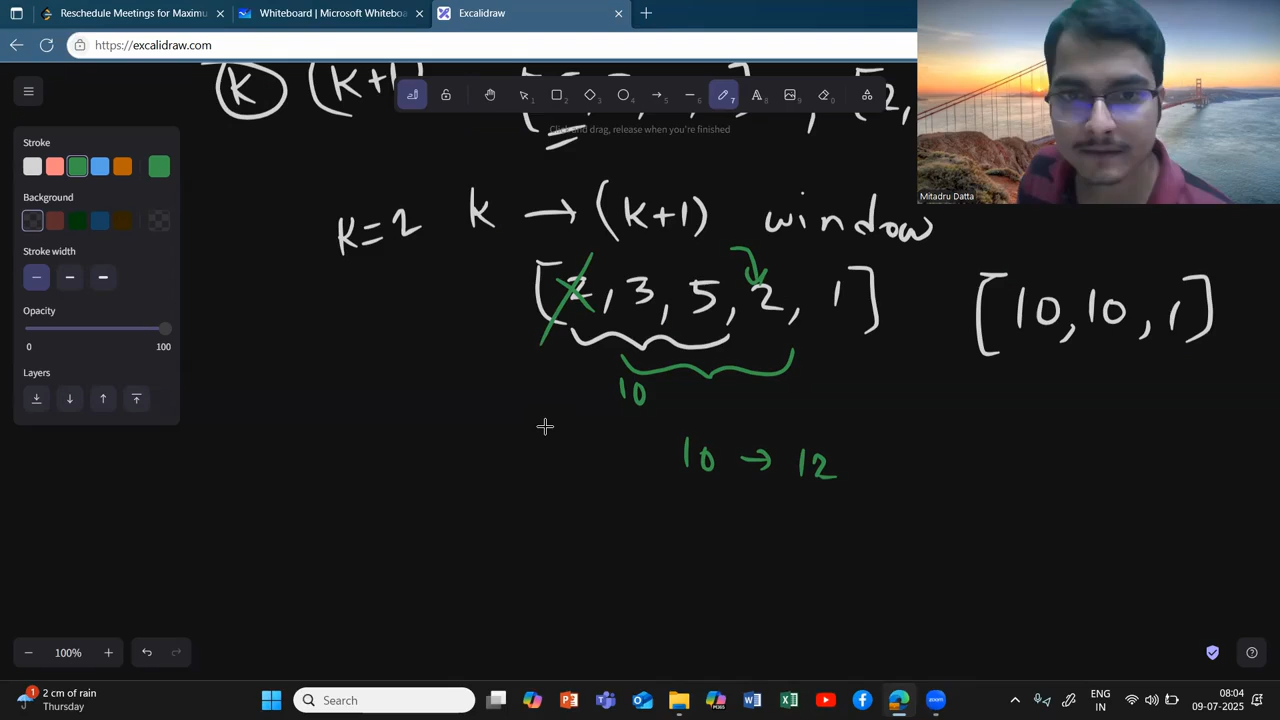 Reschedule Meetings for Maximu
Whiteboard | Microsoft Whiteboa
Excalidraw
https://excalidraw.com
k (k+1)
Click and drag, release when you're finished
Stroke
Background
Stroke width
Opacity
0 100
Layers
K=2 k → (k+1) window
[2, 3, 5, 2, 1] [10, 10, 1]
10
10 → 12
Mitadru Datta
100%
1
2 cm of rain
Thursday
Search
zoom
ENG
IN
08:04
09-07-2025